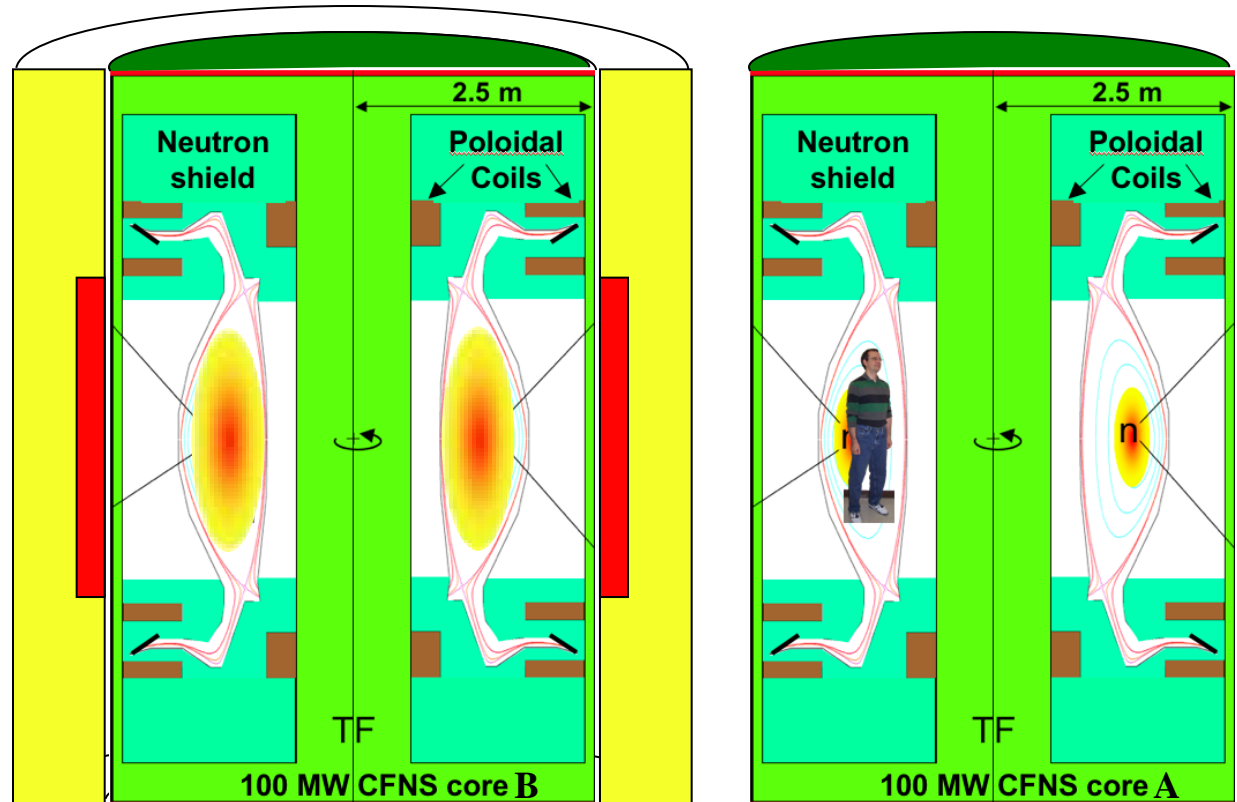 2.5 m
Neutron
shield
Poloidal
Coils
TF
100 MW CFNS core B
2.5 m
Neutron
shield
Poloidal
Coils
n
n
TF
100 MW CFNS core A